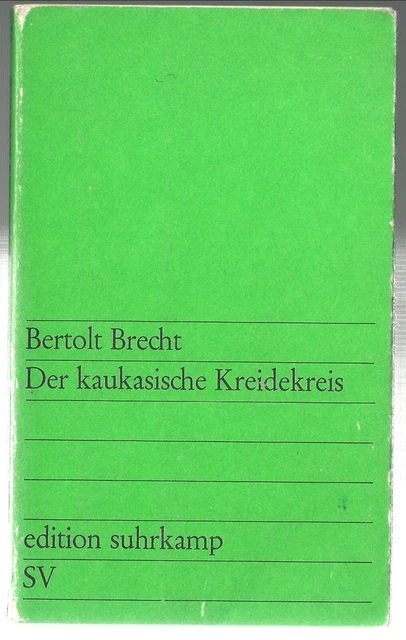 Bertolt Brecht
Der kaukasische Kreidekreis
edition suhrkamp
SV